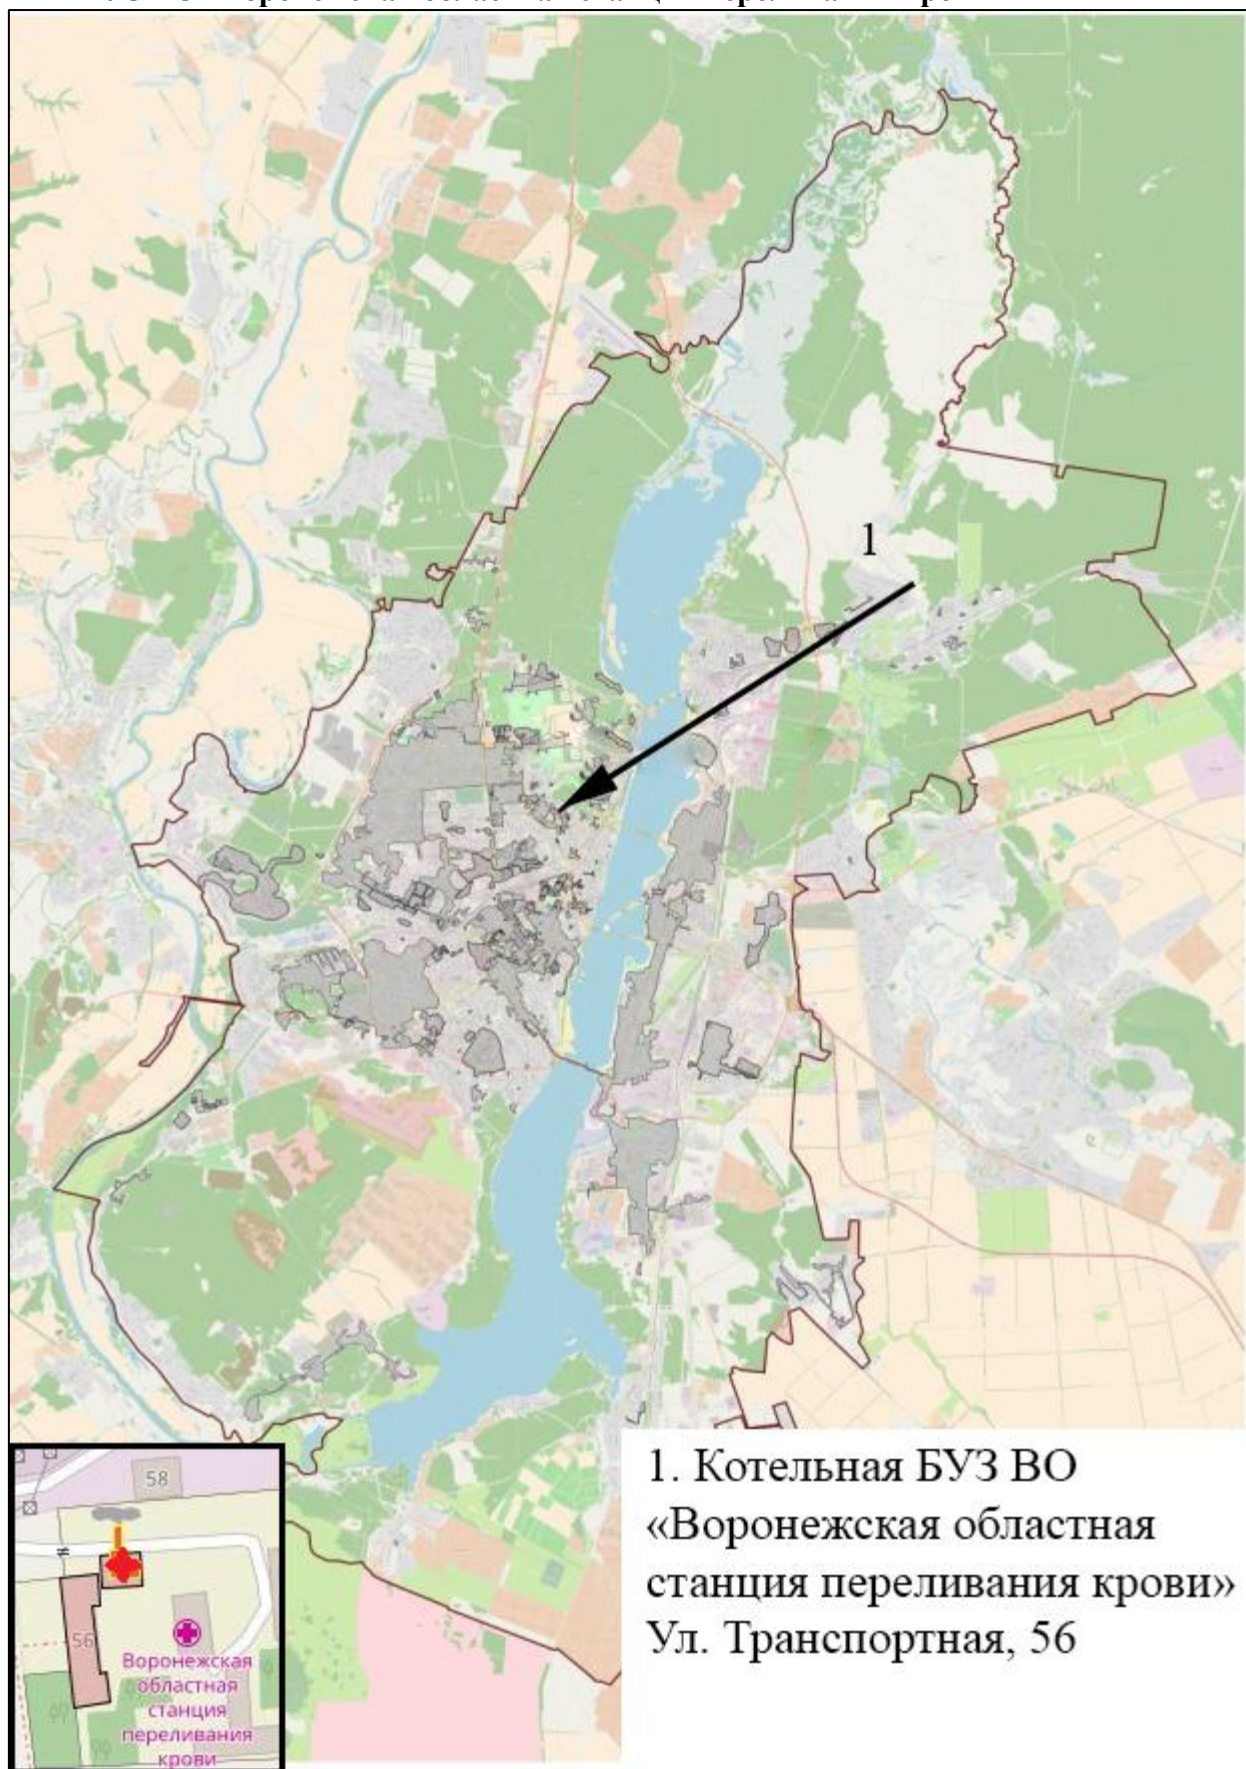 1
58
56
Воронежская
областная
станция
переливания
крови
1. Котельная БУЗ ВО
«Воронежская областная
станция переливания крови»
Ул. Транспортная, 56